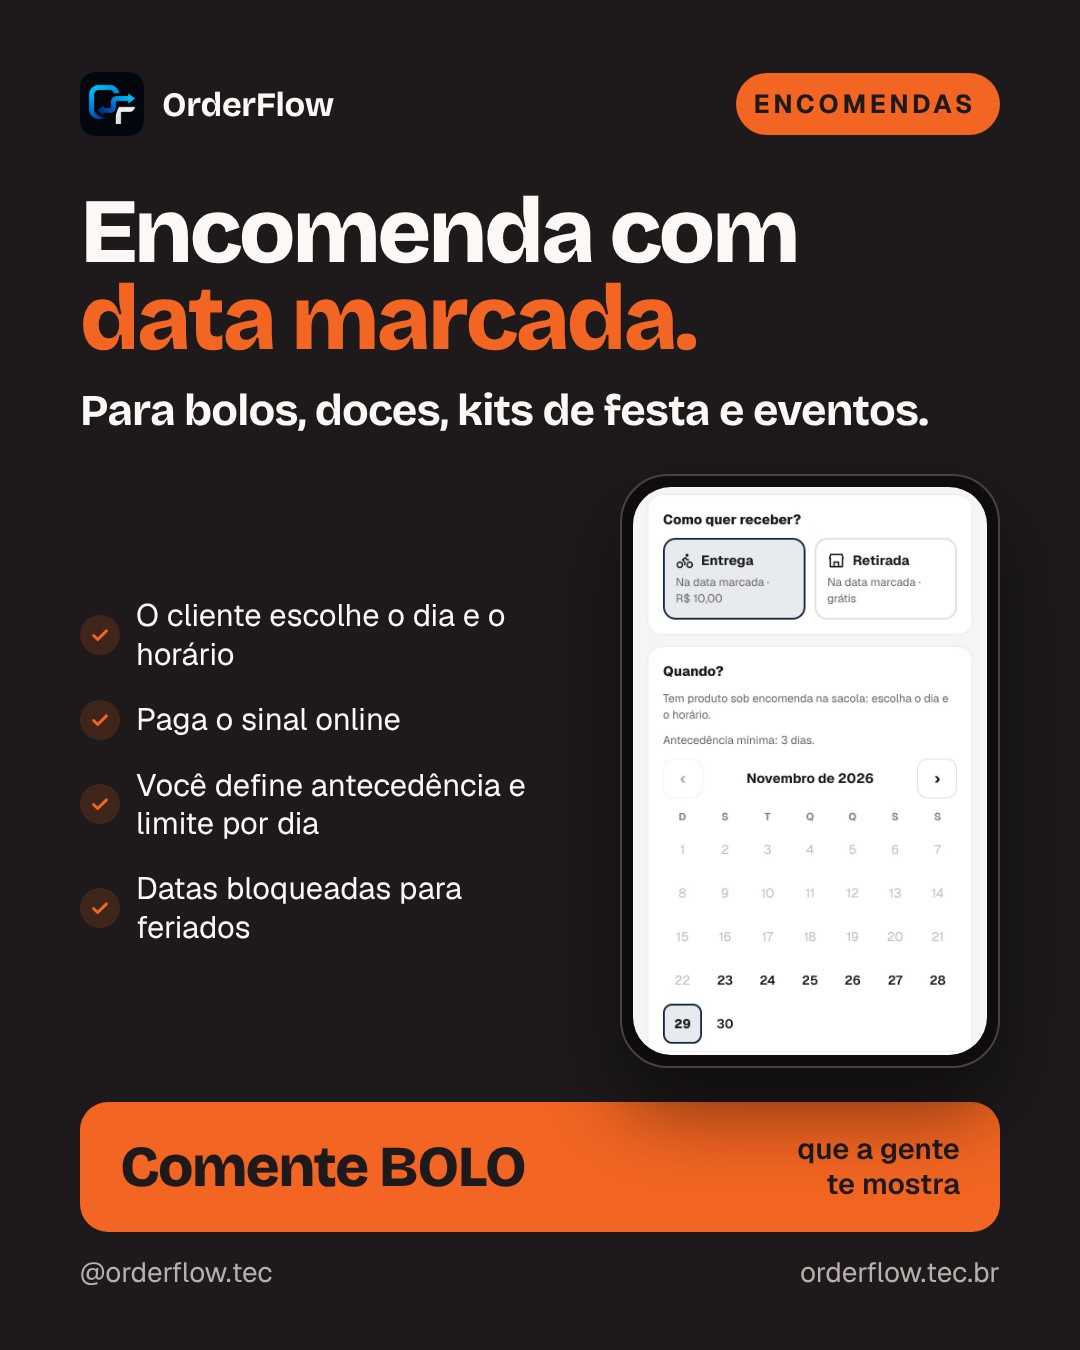 OrderFlow
ENCOMENDAS
Encomenda com
data marcada.
Para bolos, doces, kits de festa e eventos.
O cliente escolhe o dia e o
horário
Paga o sinal online
Você define antecedência e
limite por dia
Datas bloqueadas para
feriados
Como quer receber?
Entrega
Na data marcada ·
R$ 10,00
Retirada
Na data marcada ·
grátis
Quando?
Tem produto sob encomenda na sacola: escolha o dia e
o horário.
Antecedência mínima: 3 dias.
‹ Novembro de 2026 ›
D S T Q Q S S
1 2 3 4 5 6 7
8 9 10 11 12 13 14
15 16 17 18 19 20 21
22 23 24 25 26 27 28
29 30
Comente BOLO
que a gente
te mostra
@orderflow.tec
orderflow.tec.br